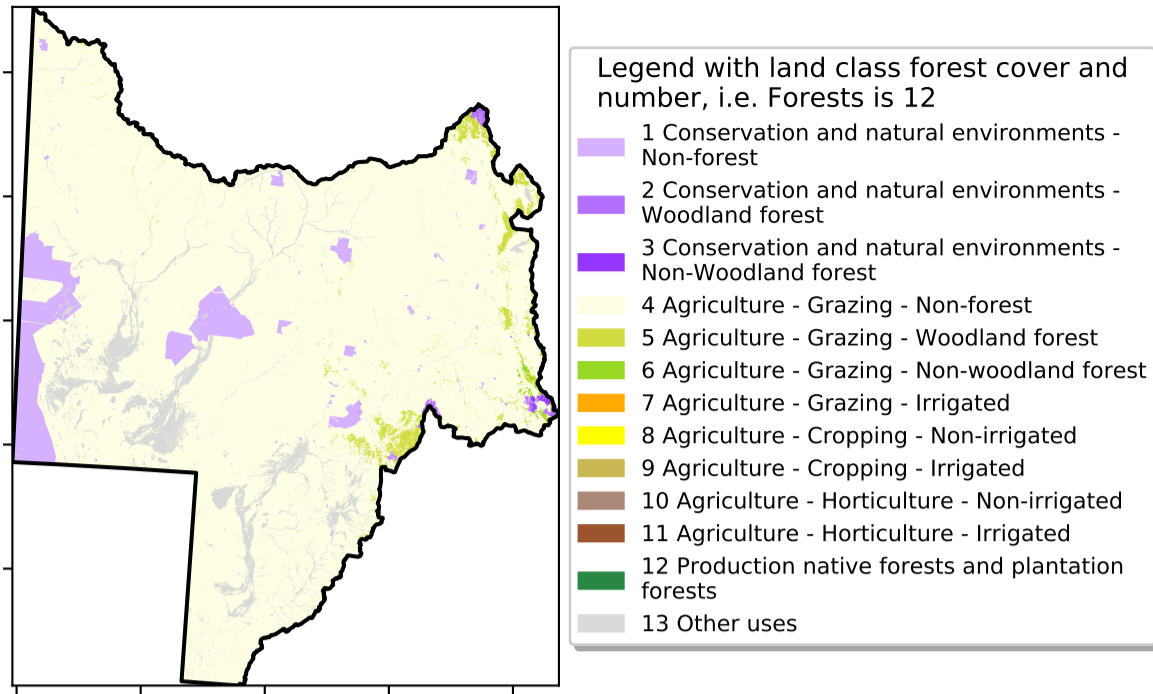 Legend with land class forest cover and
number, i.e. Forests is 12
1 Conservation and natural environments -
Non-forest
2 Conservation and natural environments -
Woodland forest
3 Conservation and natural environments -
Non-Woodland forest
4 Agriculture - Grazing - Non-forest
5 Agriculture - Grazing - Woodland forest
6 Agriculture - Grazing - Non-woodland forest
7 Agriculture - Grazing - Irrigated
8 Agriculture - Cropping - Non-irrigated
9 Agriculture - Cropping - Irrigated
10 Agriculture - Horticulture - Non-irrigated
11 Agriculture - Horticulture - Irrigated
12 Production native forests and plantation
forests
13 Other uses